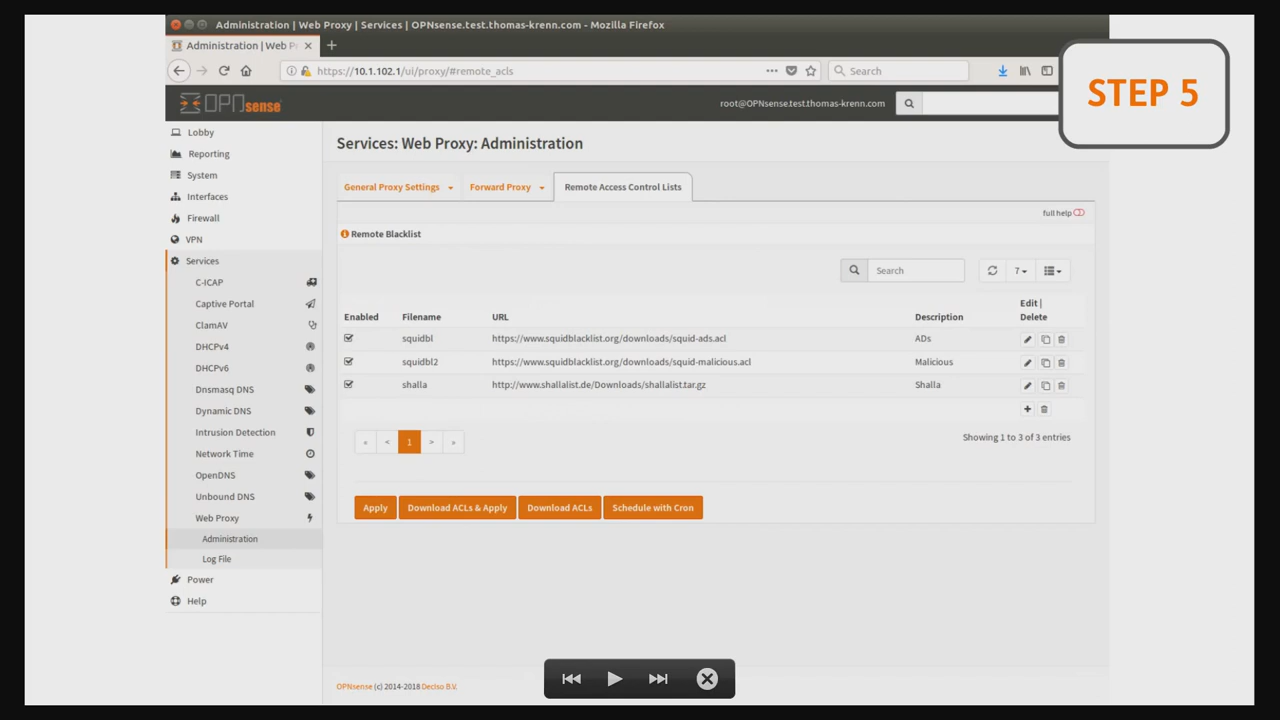 Administration | Web Proxy | Services | OPNsense.test.thomas-krenn.com - Mozilla Firefox
Administration | Web P
https://10.1.102.1/ui/proxy/#remote_acls
Search
STEP 5
OPNsense
root@OPNsense.test.thomas-krenn.com
Lobby
Reporting
System
Interfaces
Firewall
VPN
Services
C-ICAP
Captive Portal
ClamAV
DHCPv4
DHCPv6
Dnsmasq DNS
Dynamic DNS
Intrusion Detection
Network Time
OpenDNS
Unbound DNS
Web Proxy
Administration
Log File
Power
Help
Services: Web Proxy: Administration
General Proxy Settings
Forward Proxy
Remote Access Control Lists
full help
Remote Blacklist
Search
7
Enabled Filename URL Description Edit | Delete
squidbl https://www.squidblacklist.org/downloads/squid-ads.acl ADs
squidbl2 https://www.squidblacklist.org/downloads/squid-malicious.acl Malicious
shalla http://www.shallalist.de/Downloads/shallalist.tar.gz Shalla
« < 1 > »
Showing 1 to 3 of 3 entries
Apply
Download ACLs & Apply
Download ACLs
Schedule with Cron
OPNsense (c) 2014-2018 Deciso B.V.